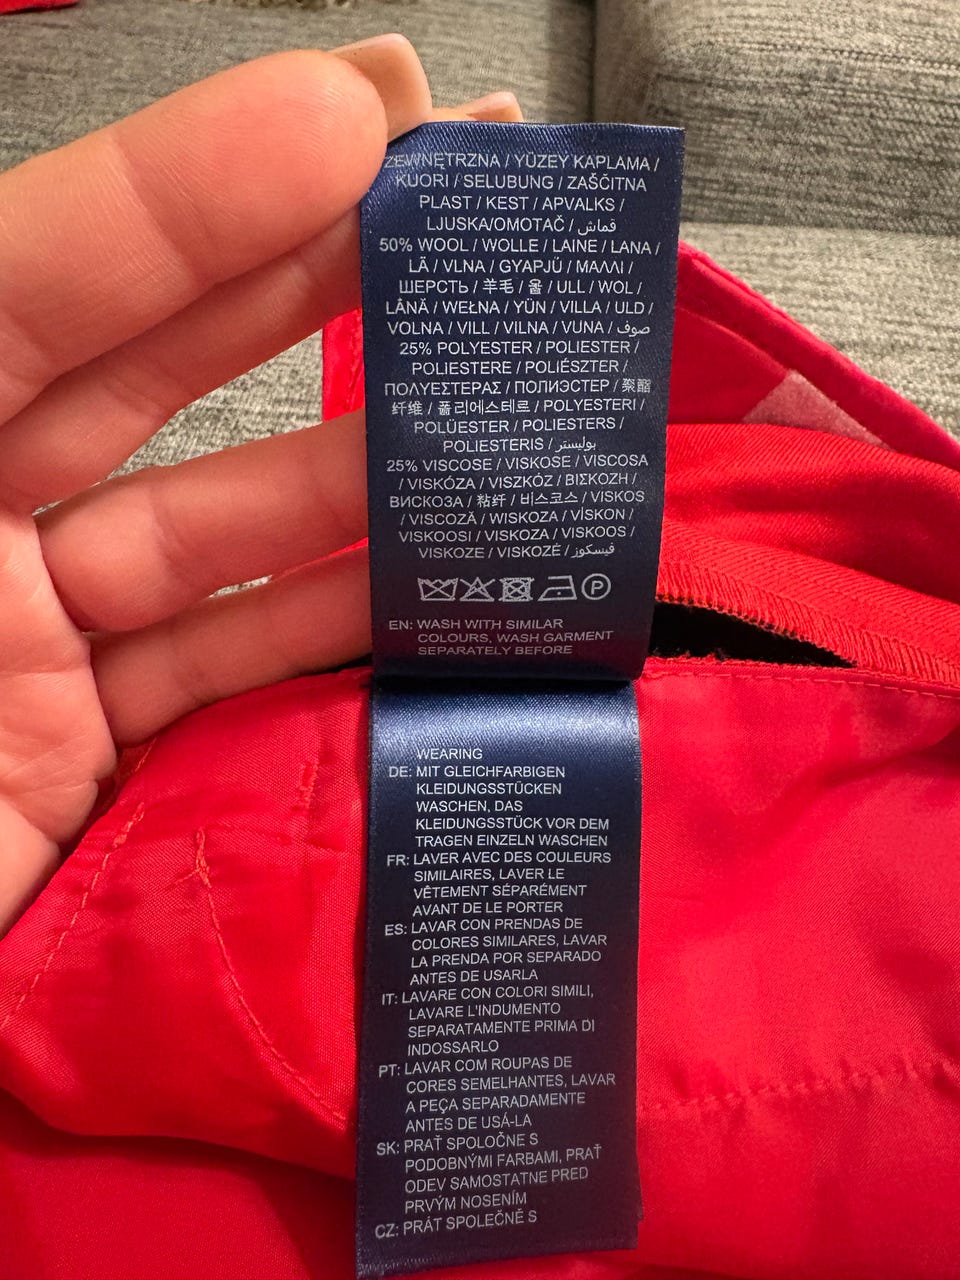 ZEWNĘTRZNA / YÜZEY KAPLAMA /
KUORI / SELUBUNG / ZAŠČITNA
PLAST / KEST / APVALKS /
LJUSKA/OMOTAČ / قماش
50% WOOL / WOLLE / LAINE / LANA /
LÃ / VLNA / GYAPJÚ / ΜΑΛΛΙ /
ШЕРСТЬ / 羊毛 / 울 / ULL / WOL /
LÂNĂ / WEŁNA / YÜN / VILLA / ULD /
VOLNA / VILL / VILNA / VUNA / صوف
25% POLYESTER / POLIESTER /
POLIESTERE / POLIÉSZTER /
ΠΟΛΥΕΣΤΕΡΑΣ / ПОЛИЭСТЕР / 聚酯
纤维 / 폴리에스테르 / POLYESTERI /
POLÜESTER / POLIESTERS /
POLIESTERIS / بوليستر
25% VISCOSE / VISKOSE / VISCOSA
/ VISKÓZA / VISZKÓZ / ΒΙΣΚΟΖΗ /
ВИСКОЗА / 粘纤 / 비스코스 / VISKOS
/ VISCOZĂ / WISKOZA / VİSKON /
VISKOOSI / VISKOZA / VISKOOS /
VISKOZE / VISKOZĖ / فيسكوز
P
EN: WASH WITH SIMILAR
COLOURS, WASH GARMENT
SEPARATELY BEFORE
WEARING
DE: MIT GLEICHFARBIGEN
KLEIDUNGSSTÜCKEN
WASCHEN, DAS
KLEIDUNGSSTÜCK VOR DEM
TRAGEN EINZELN WASCHEN
FR: LAVER AVEC DES COULEURS
SIMILAIRES, LAVER LE
VÊTEMENT SÉPARÉMENT
AVANT DE LE PORTER
ES: LAVAR CON PRENDAS DE
COLORES SIMILARES, LAVAR
LA PRENDA POR SEPARADO
ANTES DE USARLA
IT: LAVARE CON COLORI SIMILI,
LAVARE L'INDUMENTO
SEPARATAMENTE PRIMA DI
INDOSSARLO
PT: LAVAR COM ROUPAS DE
CORES SEMELHANTES, LAVAR
A PEÇA SEPARADAMENTE
ANTES DE USÁ-LA
SK: PRAŤ SPOLOČNE S
PODOBNÝMI FARBAMI, PRAŤ
ODEV SAMOSTATNE PRED
PRVÝM NOSENÍM
CZ: PRÁT SPOLEČNĚ S